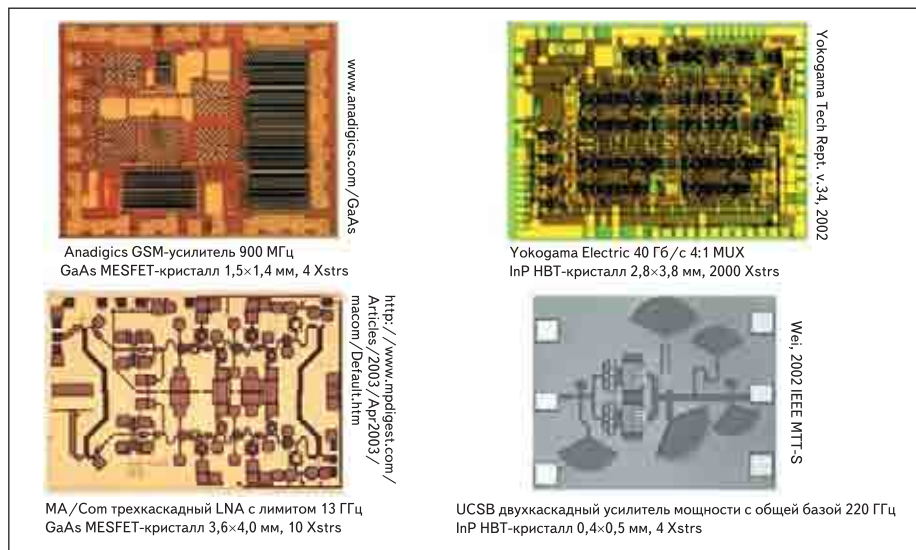 www.anadigics.com/GaAs
Anadigics GSM-усилитель 900 МГц
GaAs MESFET-кристалл 1,5×1,4 мм, 4 Xstrs
Yokogama Tech Rept. v.34, 2002
Yokogama Electric 40 Гб/с 4:1 MUX
InP HBT-кристалл 2,8×3,8 мм, 2000 Xstrs
http://www.mpdigest.com/
Articles/2003/Apr2003/
macom/Default.htm
MA/Com трехкаскадный LNA с лимитом 13 ГГц
GaAs MESFET-кристалл 3,6×4,0 мм, 10 Xstrs
Wei, 2002 IEEE MTT-S
UCSB двухкаскадный усилитель мощности с общей базой 220 ГГц
InP HBT-кристалл 0,4×0,5 мм, 4 Xstrs